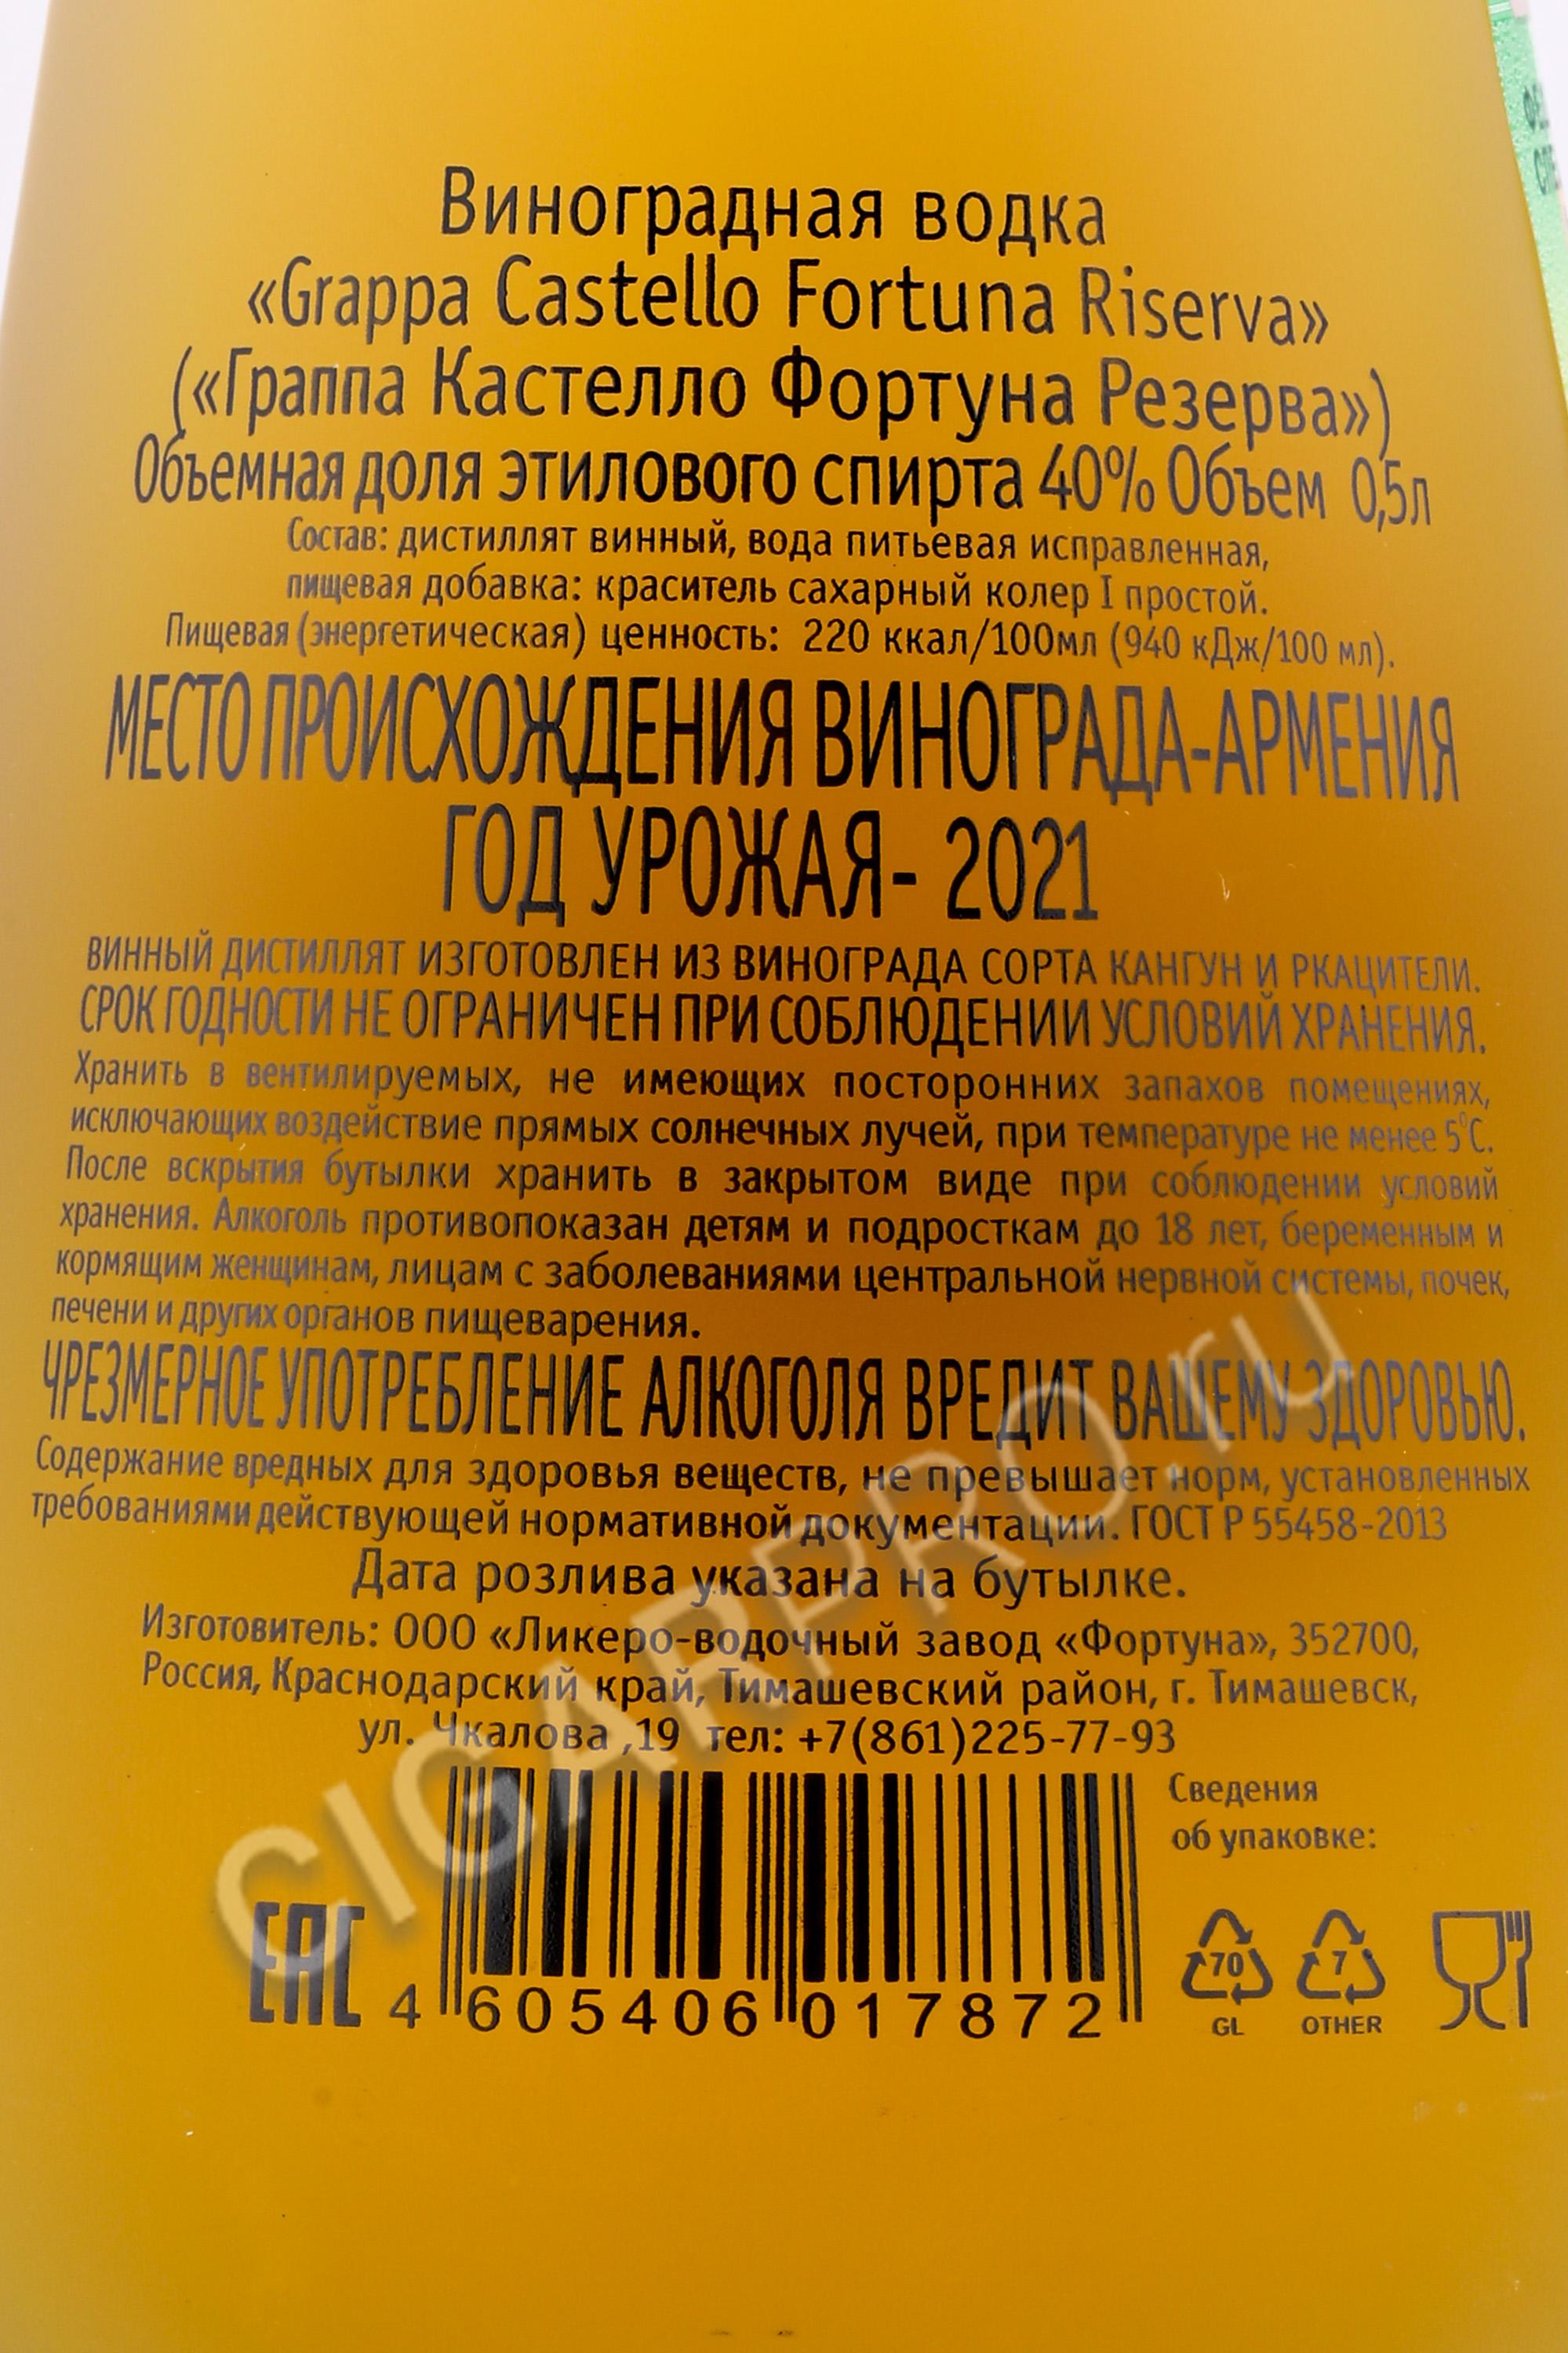 Виноградная водка
«Grappa Castello Fortuna Riserva»
(«Граппа Кастелло Фортуна Резерва»)
Объемная доля этилового спирта 40% Объем 0,5л
Состав: дистиллят винный, вода питьевая исправленная,
пищевая добавка: краситель сахарный колер I простой.
Пищевая (энергетическая) ценность: 220 ккал/100мл (940 кДж/100 мл).
МЕСТО ПРОИСХОЖДЕНИЯ ВИНОГРАДА-АРМЕНИЯ
ГОД УРОЖАЯ- 2021
ВИННЫЙ ДИСТИЛЛЯТ ИЗГОТОВЛЕН ИЗ ВИНОГРАДА СОРТА КАНГУН И РКАЦИТЕЛИ.
СРОК ГОДНОСТИ НЕ ОГРАНИЧЕН ПРИ СОБЛЮДЕНИИ УСЛОВИЙ ХРАНЕНИЯ.
Хранить в вентилируемых, не имеющих посторонних запахов помещениях,
исключающих воздействие прямых солнечных лучей, при температуре не менее 5°С.
После вскрытия бутылки хранить в закрытом виде при соблюдении условий
хранения. Алкоголь противопоказан детям и подросткам до 18 лет, беременным и
кормящим женщинам, лицам с заболеваниями центральной нервной системы, почек,
печени и других органов пищеварения.
ЧРЕЗМЕРНОЕ УПОТРЕБЛЕНИЕ АЛКОГОЛЯ ВРЕДИТ ВАШЕМУ ЗДОРОВЬЮ.
Содержание вредных для здоровья веществ, не превышает норм, установленных
требованиями действующей нормативной документации. ГОСТ Р 55458-2013
Дата розлива указана на бутылке.
Изготовитель: ООО «Ликеро-водочный завод «Фортуна», 352700,
Россия, Краснодарский край, Тимашевский район, г. Тимашевск,
ул. Чкалова ,19 тел: +7(861)225-77-93
Сведения
об упаковке:
EAC
4 605406 017872
70
GL
7
OTHER
CIGARPRO.ru